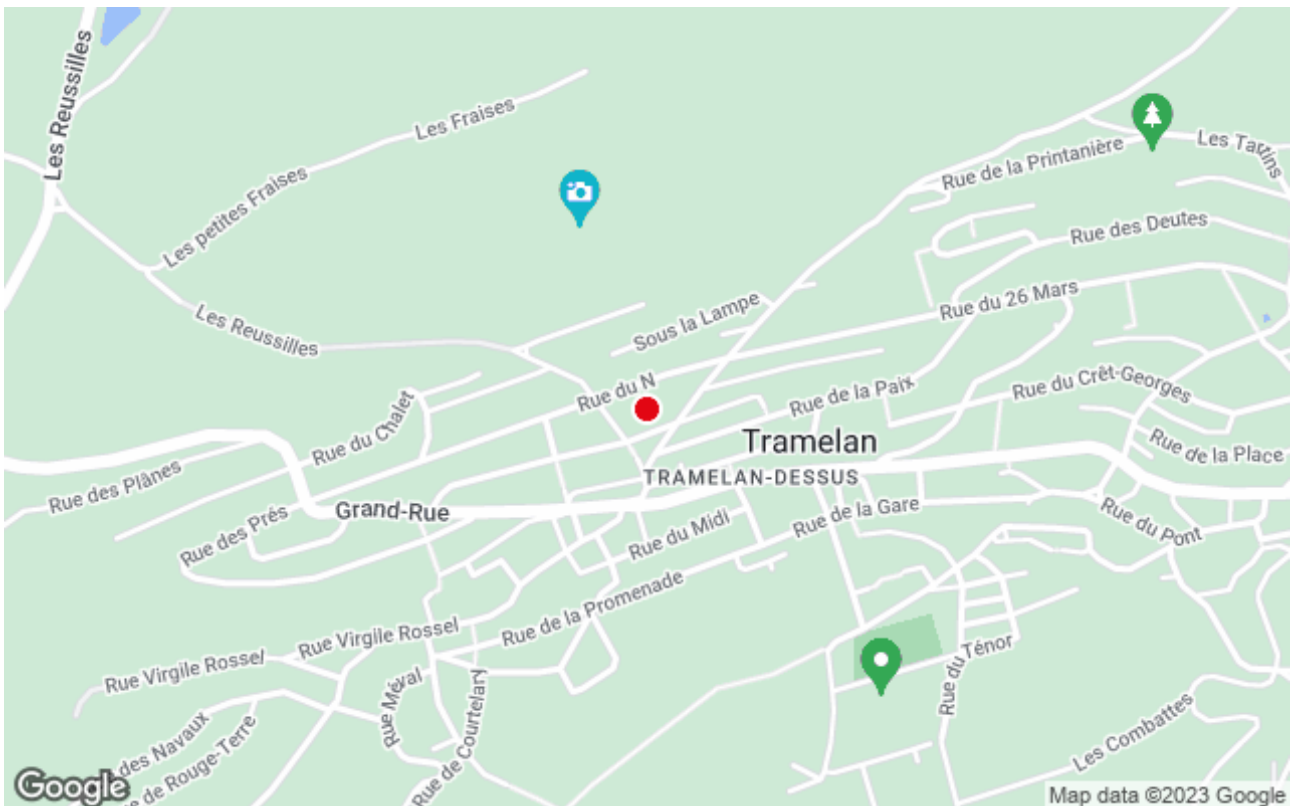 Les Reussilles
Les Fraises
Les petites Fraises
Rue de la Printanière
Les Tartins
Rue des Deutes
Les Reussilles
Sous la Lampe
Rue du 26 Mars
Rue du N
Rue de la Paix
Rue du Crêt-Georges
Rue du Chalet
Tramelan
TRAMELAN-DESSUS
Rue de la Place
Rue des Plânes
Rue des Prés
Grand-Rue
Rue du Midi
Rue de la Gare
Rue du Pont
Rue de la Promenade
Rue Virgile Rossel
Rue Virgile Rossel
Rue Méval
Rue de Courtelary
Rue du Ténor
Les Combattes
des Navaux
de Rouge-Terre
Google
Map data ©2023 Google